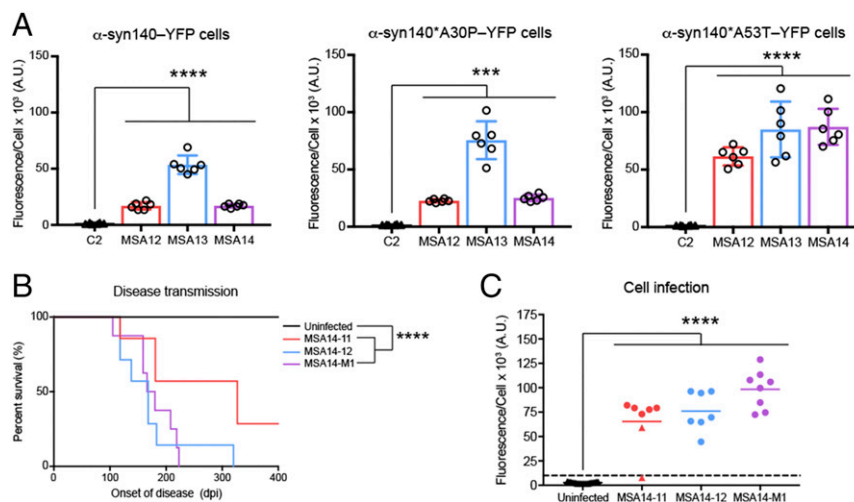 A
α-syn140–YFP cells
α-syn140*A30P–YFP cells
α-syn140*A53T–YFP cells
Fluorescence/Cell x 10³ (A.U.)
150
100
50
0
****
C2 MSA12 MSA13 MSA14
Fluorescence/Cell x 10³ (A.U.)
150
100
50
0
***
C2 MSA12 MSA13 MSA14
Fluorescence/Cell x 10³ (A.U.)
150
100
50
0
****
C2 MSA12 MSA13 MSA14
B
Disease transmission
Percent survival (%)
100
50
0
0 100 200 300 400
Onset of disease (dpi)
Uninfected
MSA14-11
MSA14-12
MSA14-M1
****
C
Cell infection
Fluorescence/Cell x 10³ (A.U.)
175
150
125
100
75
50
25
0
****
Uninfected MSA14-11 MSA14-12 MSA14-M1